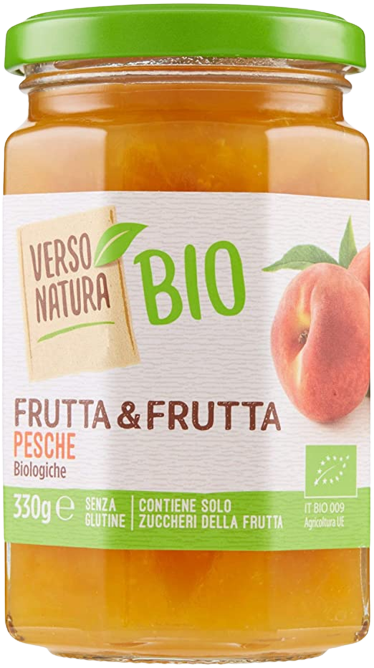 VERSO
NATURA
BIO
FRUTTA & FRUTTA
PESCHE
Biologiche
330g e SENZA GLUTINE | CONTIENE SOLO ZUCCHERI DELLA FRUTTA
IT BIO 009
Agricoltura UE